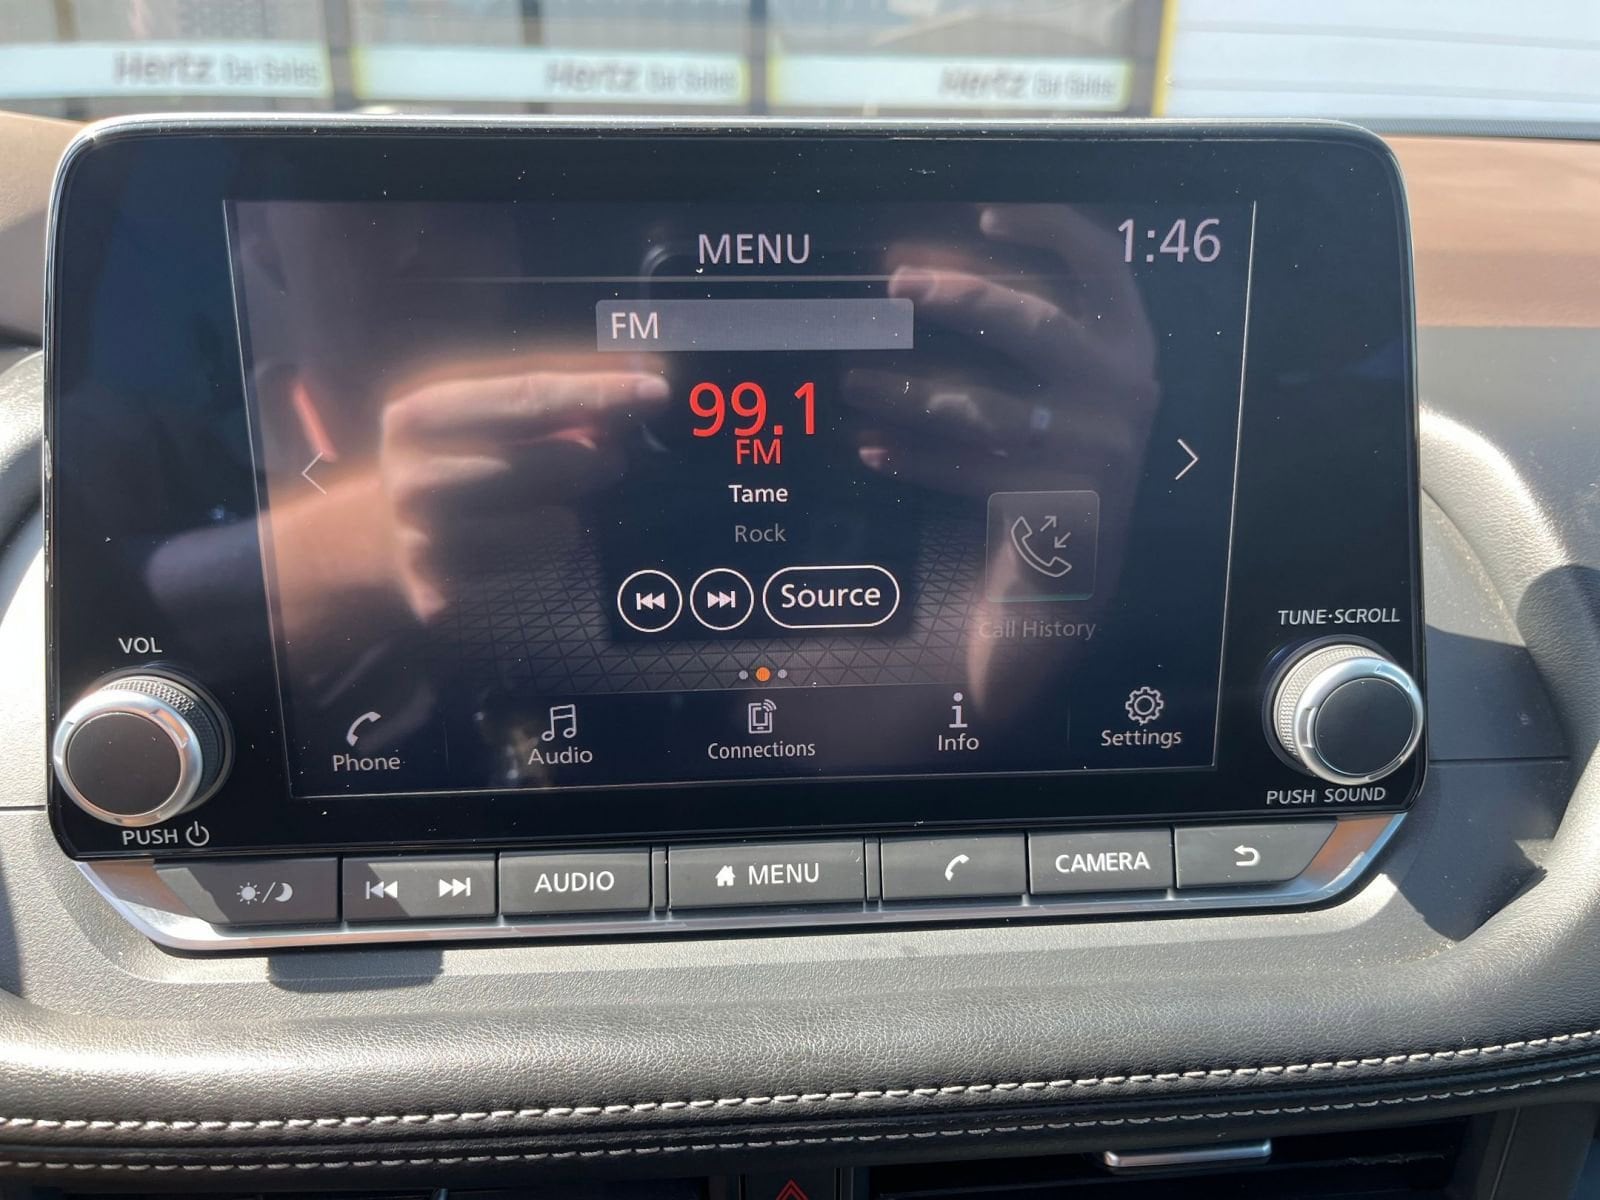 Hertz Car Sales
Hertz Car Sales
Hertz Car Sales
MENU
1:46
FM
99.1
FM
Tame
Rock
Source
Call History
Phone
Audio
Connections
Info
Settings
VOL
PUSH
TUNE·SCROLL
PUSH SOUND
AUDIO
MENU
CAMERA